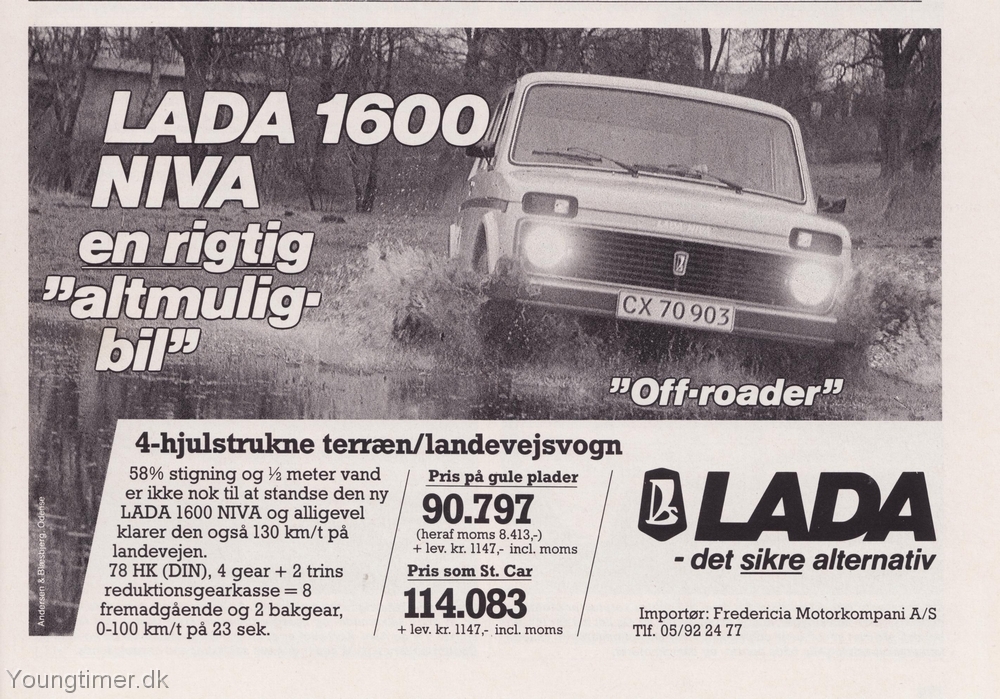 LADA 1600
NIVA
en rigtig
"altmulig-
bil"
LADA NIVA
CX 70 903
"Off-roader"
4-hjulstrukne terræn/landevejsvogn
58% stigning og ½ meter vand
er ikke nok til at standse den ny
LADA 1600 NIVA og alligevel
klarer den også 130 km/t på
landevejen.
78 HK (DIN), 4 gear + 2 trins
reduktionsgearkasse = 8
fremadgående og 2 bakgear,
0-100 km/t på 23 sek.
Pris på gule plader
90.797
(heraf moms 8.413,-)
+ lev. kr. 1147,- incl. moms
Pris som St. Car
114.083
+ lev. kr. 1147,- incl. moms
LADA
- det sikre alternativ
Importør: Fredericia Motorkompani A/S
Tlf. 05/92 24 77
Andersen & Blæsbjerg Odense
Youngtimer.dk